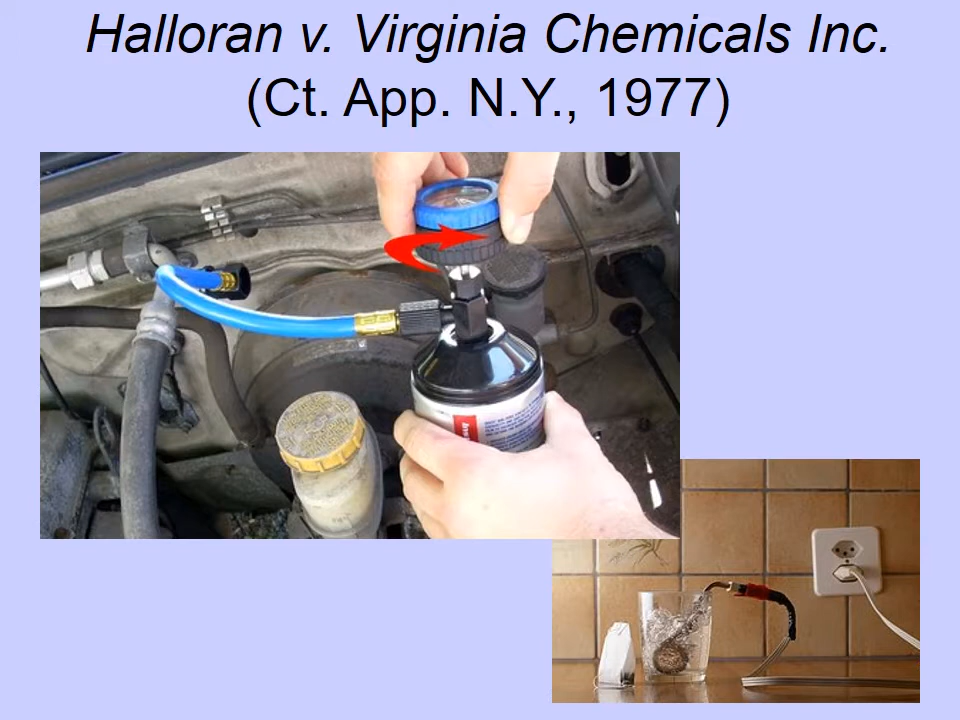 Halloran v. Virginia Chemicals Inc.
(Ct. App. N.Y., 1977)